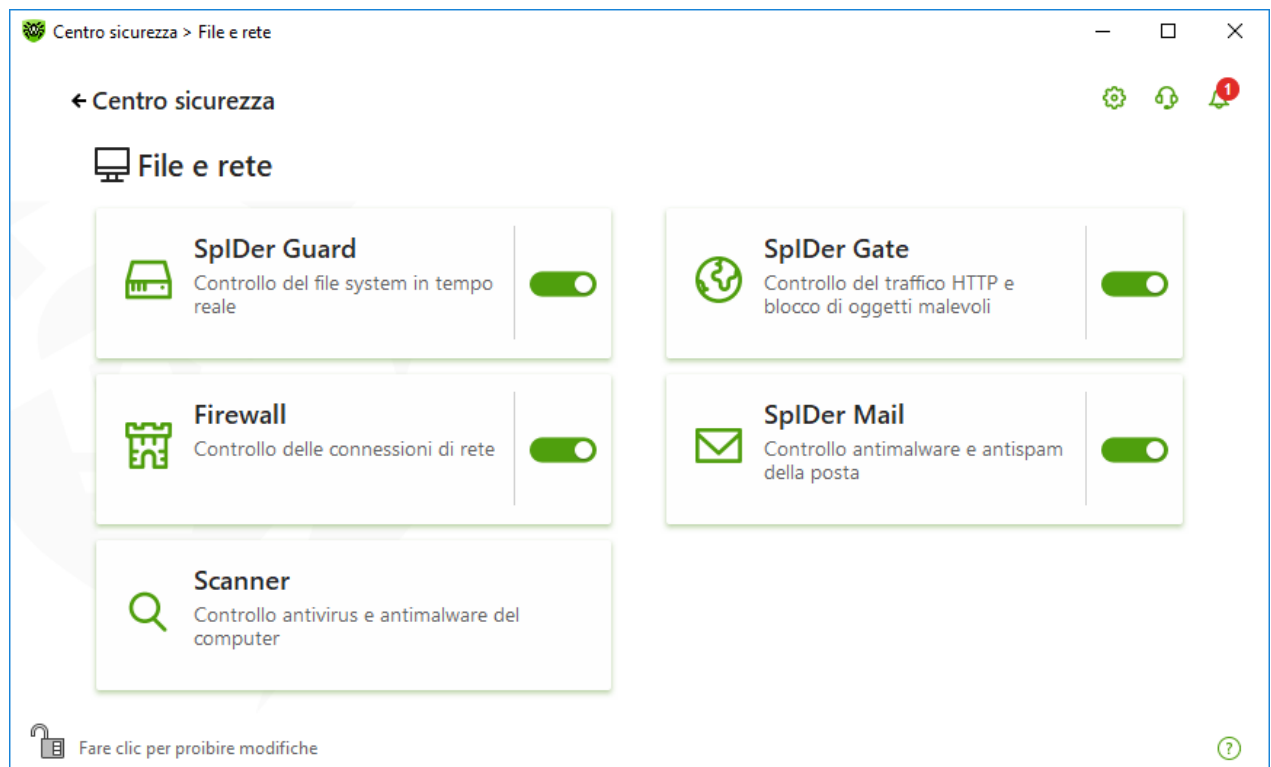 Centro sicurezza > File e rete
Centro sicurezza
1
File e rete
SpIDer Guard
Controllo del file system in tempo
reale
SpIDer Gate
Controllo del traffico HTTP e
blocco di oggetti malevoli
Firewall
Controllo delle connessioni di rete
SpIDer Mail
Controllo antimalware e antispam
della posta
Scanner
Controllo antivirus e antimalware del
computer
Fare clic per proibire modifiche
?